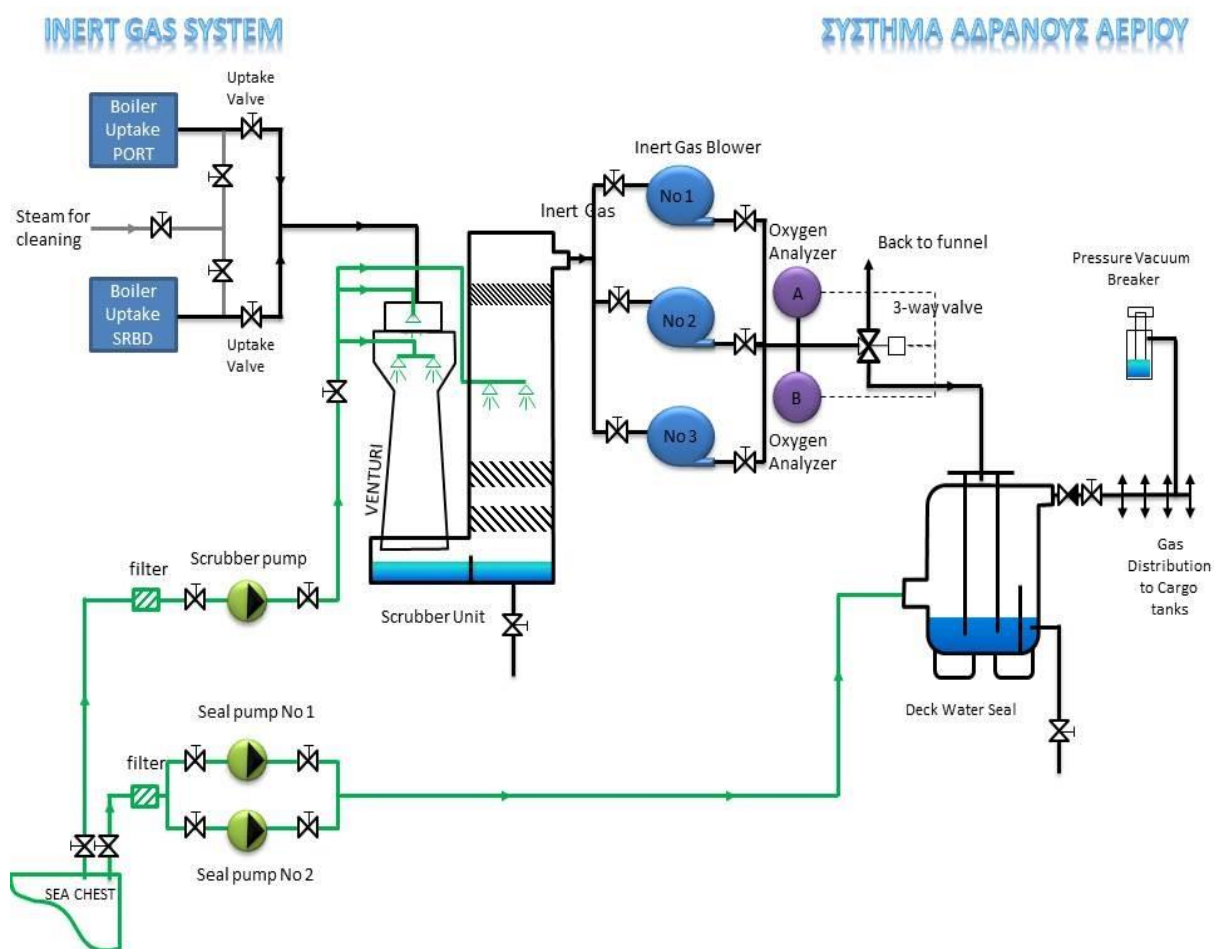 INERT GAS SYSTEM
ΣΥΣΤΗΜΑ ΑΔΡΑΝΟΥΣ ΑΕΡΙΟΥ
Uptake
Valve
Boiler
Uptake
PORT
Steam for
cleaning
Boiler
Uptake
SRBD
Uptake
Valve
Inert Gas Blower
No 1
Inert Gas
No 2
No 3
Oxygen
Analyzer
A
B
Oxygen
Analyzer
Back to funnel
3-way valve
Pressure Vacuum
Breaker
VENTURI
Scrubber pump
filter
Scrubber Unit
Gas
Distribution
to Cargo
tanks
Deck Water Seal
Seal pump No 1
filter
Seal pump No 2
SEA CHEST